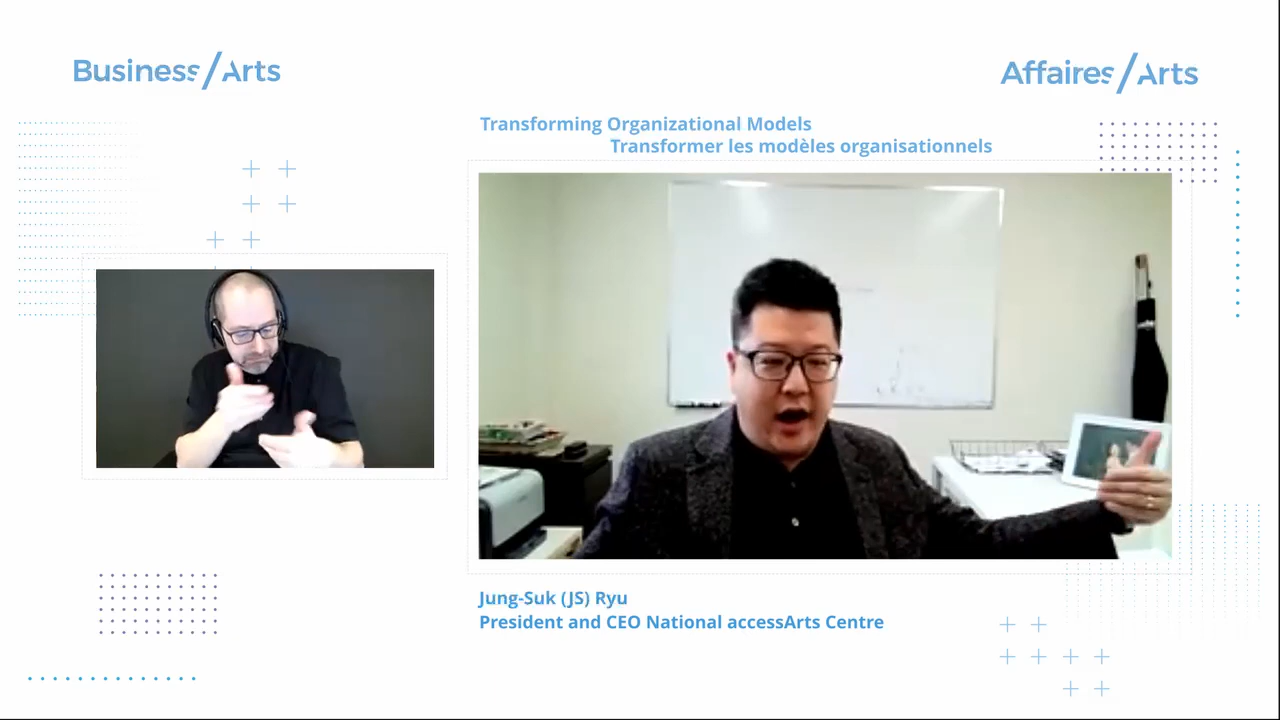 Business/Arts
Affaires/Arts
Transforming Organizational Models
Transformer les modèles organisationnels
Jung-Suk (JS) Ryu
President and CEO National accessArts Centre